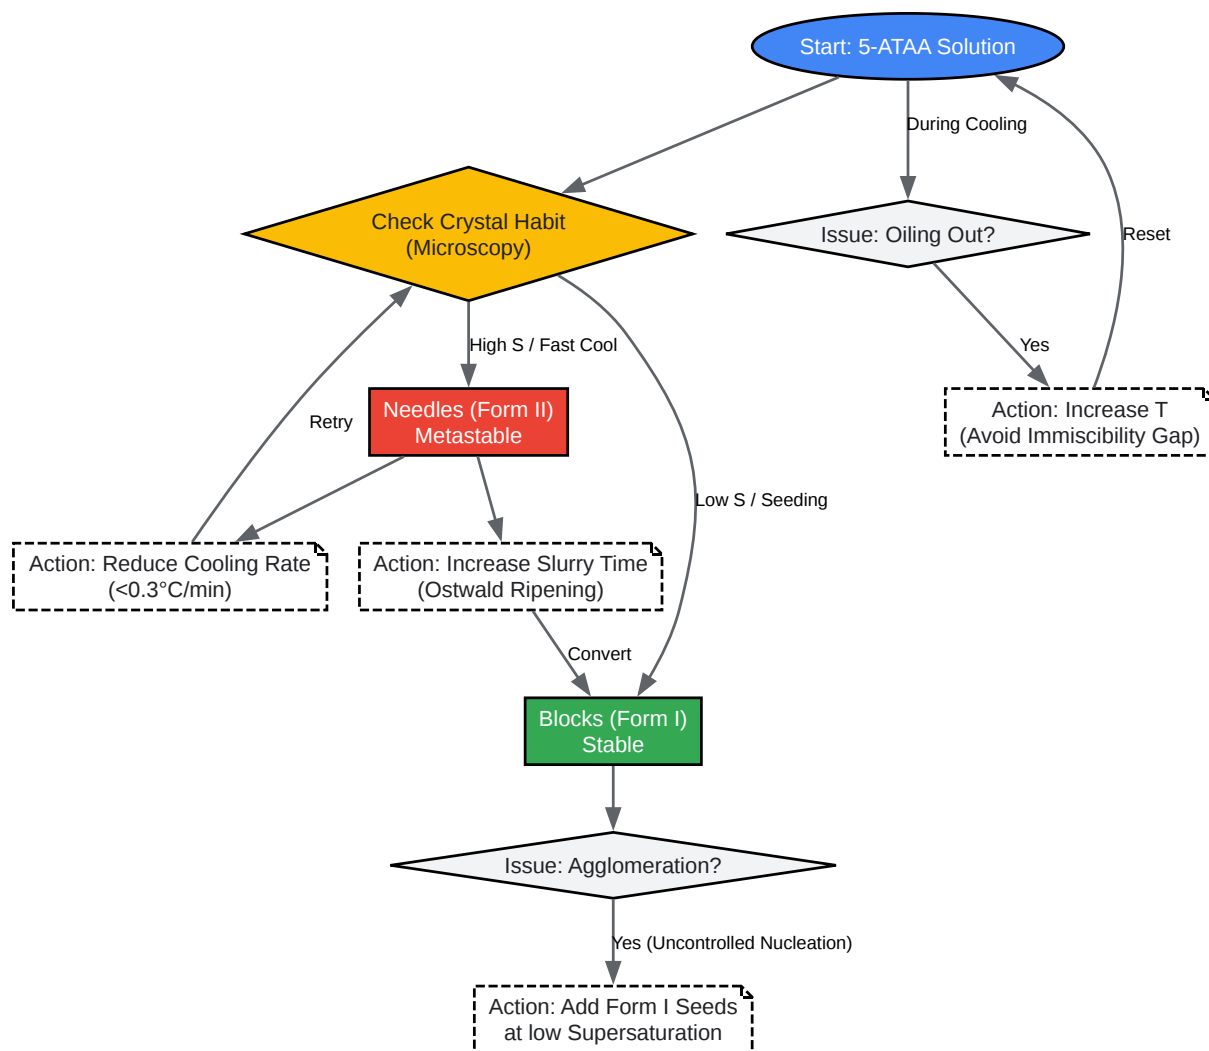 Start: 5-ATAA Solution
During Cooling
Check Crystal Habit
(Microscopy)
Issue: Oiling Out?
Reset
High S / Fast Cool
Yes
Needles (Form II)
Metastable
Action: Increase T
(Avoid Immiscibility Gap)
Retry
Low S / Seeding
Action: Reduce Cooling Rate
(<0.3°C/min)
Action: Increase Slurry Time
(Ostwald Ripening)
Convert
Blocks (Form I)
Stable
Issue: Agglomeration?
Yes (Uncontrolled Nucleation)
Action: Add Form I Seeds
at low Supersaturation